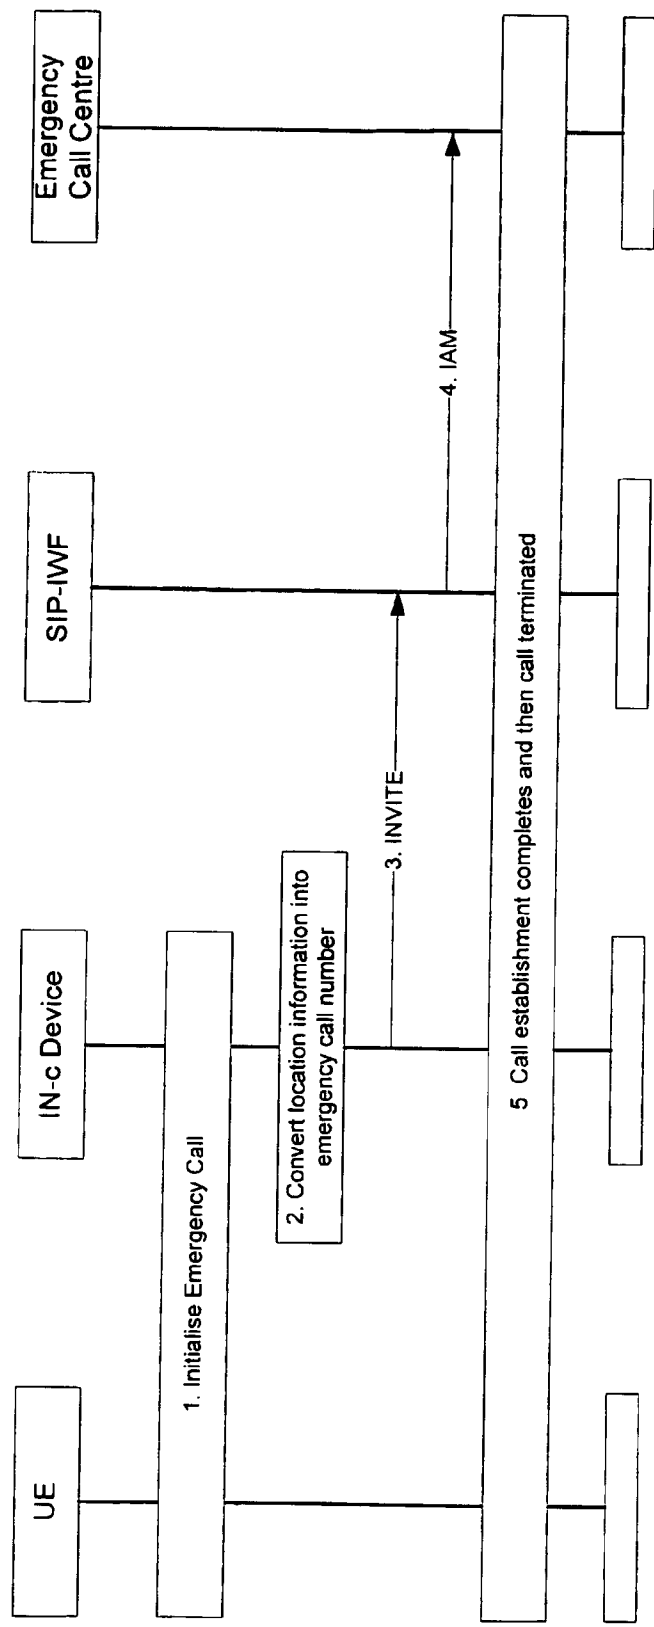 UE
IN-c Device
SIP-IWF
Emergency
Call Centre
1. Initialise Emergency Call
2. Convert location information into
emergency call number
3. INVITE
4. IAM
5 Call establishment completes and then call terminated